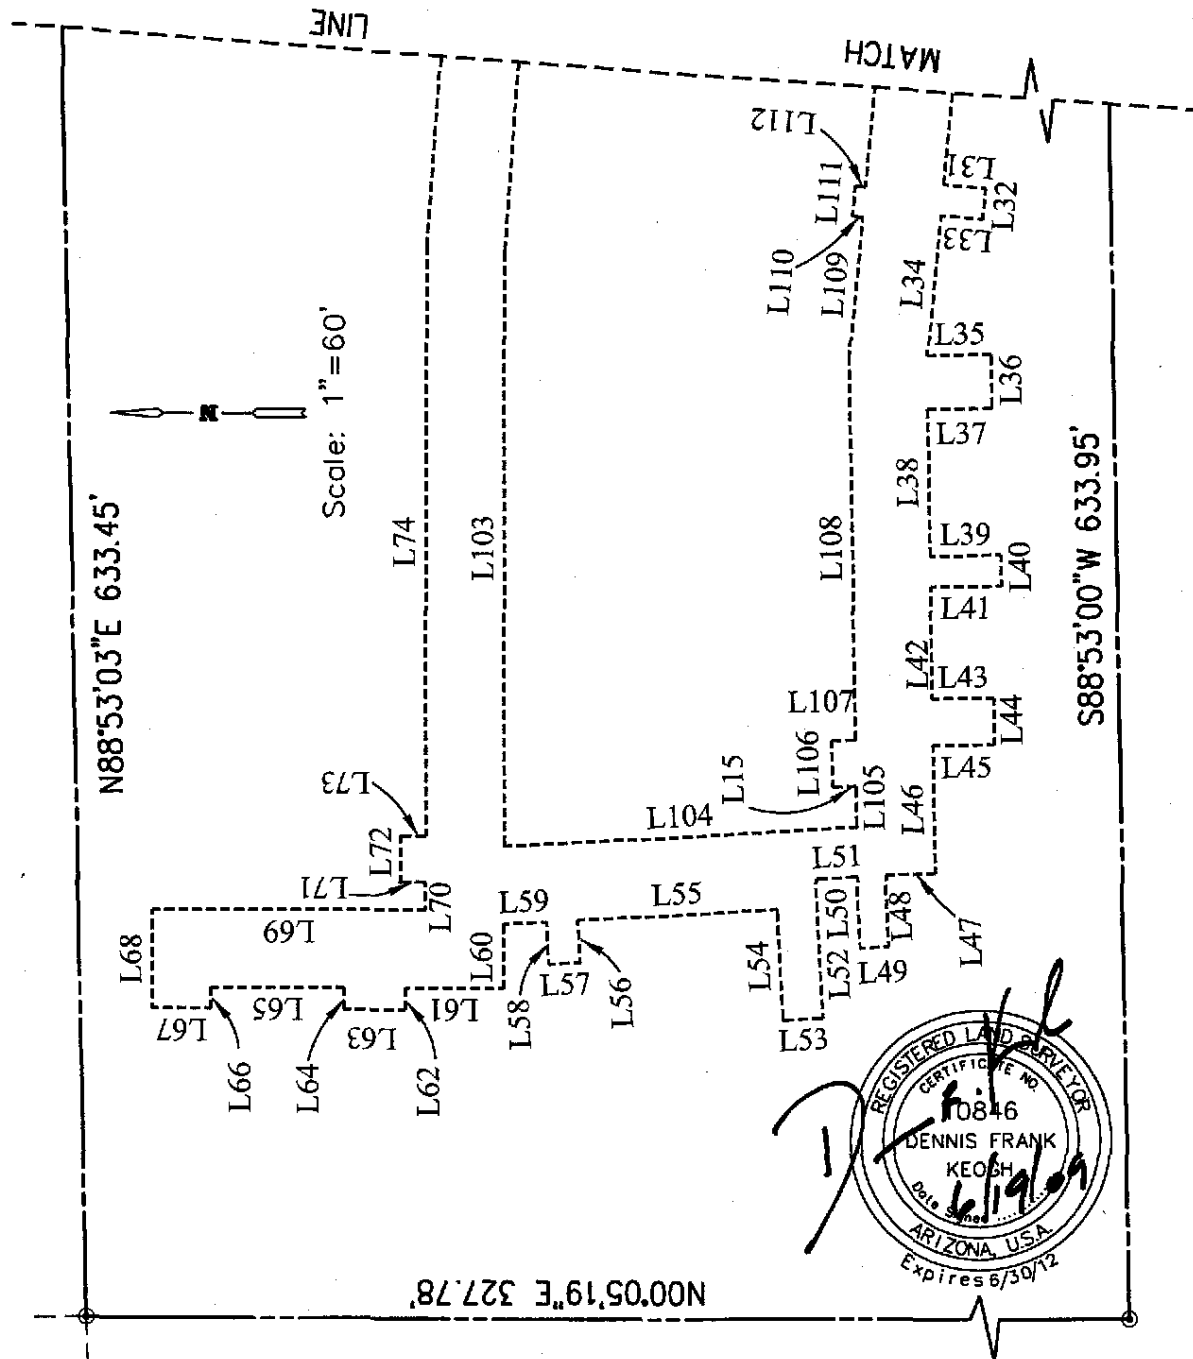 LINE
MATCH
N88°53'03"E 633.45'
Scale: 1"=60'
N
S88°53'00"W 633.95'
N00°05'19"E 327.78'
L112
L111
L110
L109
L31
L32
L33
L34
L35
L36
L37
L38
L39
L40
L41
L42
L43
L44
L45
L46
L47
L48
L49
L50
L51
L52
L53
L54
L55
L56
L57
L58
L59
L60
L61
L62
L63
L64
L65
L66
L67
L68
L69
L70
L71
L72
L73
L74
L103
L104
L15
L105
L106
L107
L108
REGISTERED LAND SURVEYOR
CERTIFICATE NO.
10846
DENNIS FRANK
KEOGH
Date Signed
6/19/09
ARIZONA, U.S.A.
Expires 6/30/12